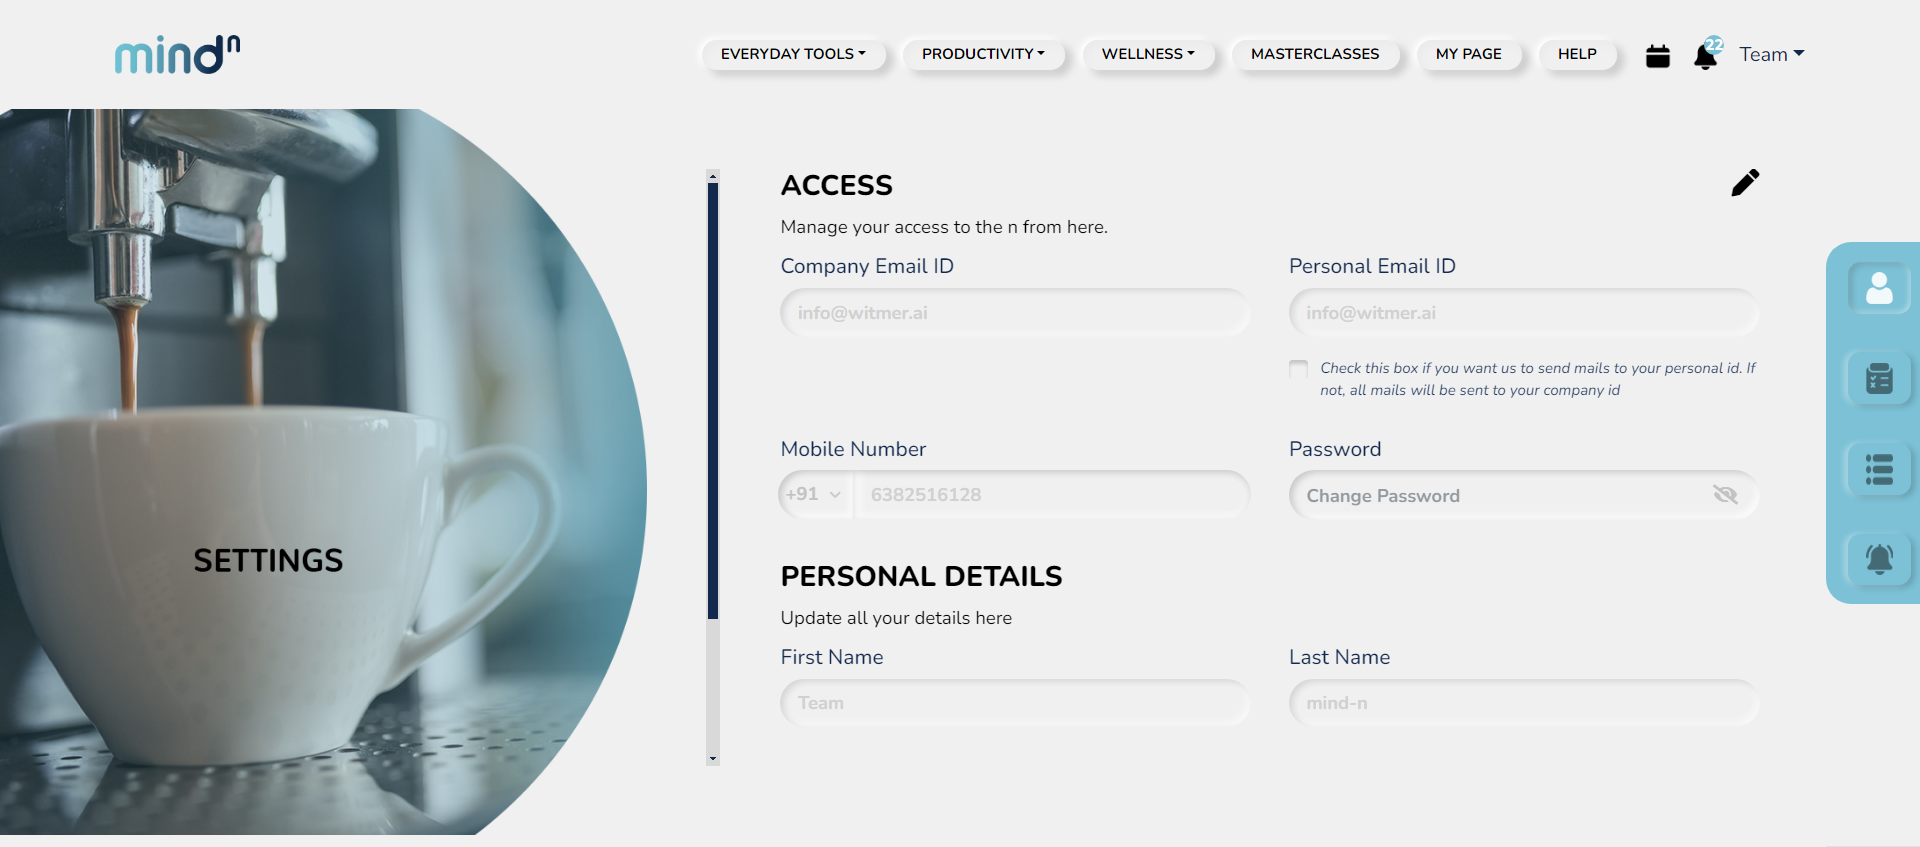 mind n
EVERYDAY TOOLS
PRODUCTIVITY
WELLNESS
MASTERCLASSES
MY PAGE
HELP
22
Team
SETTINGS
ACCESS
Manage your access to the n from here.
Company Email ID
Personal Email ID
info@witmer.ai
info@witmer.ai
Check this box if you want us to send mails to your personal id. If
not, all mails will be sent to your company id
Mobile Number
Password
+91
6382516128
Change Password
PERSONAL DETAILS
Update all your details here
First Name
Last Name
Team
mind-n